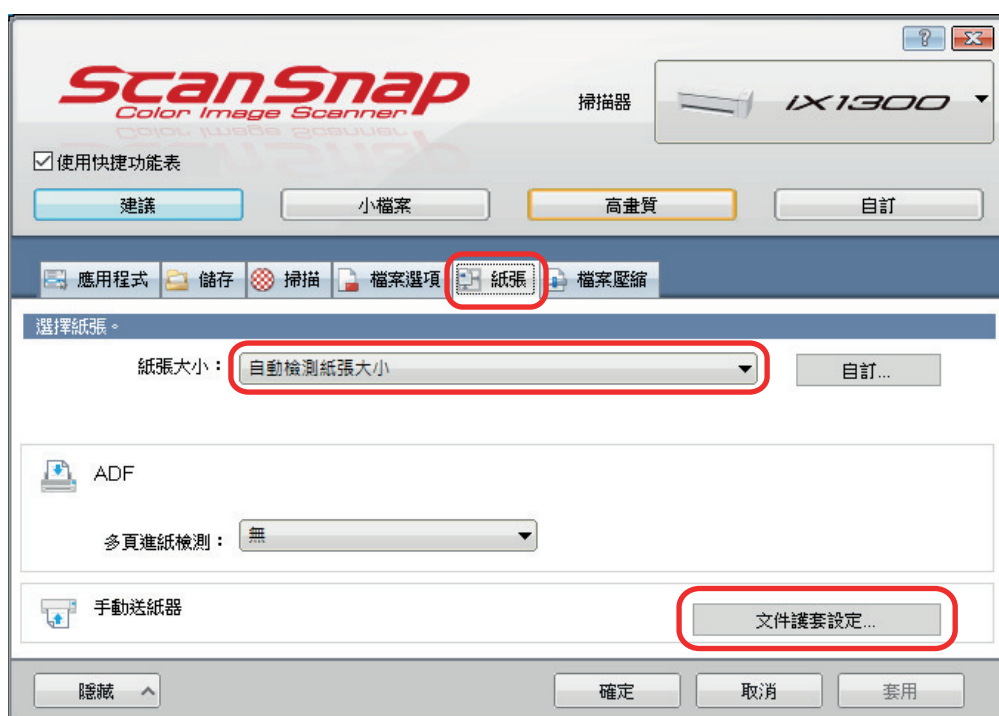 ScanSnap
Color Image Scanner
掃描器
iX1300
使用快捷功能表
建議
小檔案
高畫質
自訂
應用程式
儲存
掃描
檔案選項
紙張
檔案壓縮
選擇紙張。
紙張大小：
自動檢測紙張大小
自訂...
ADF
多頁進紙檢測：
無
手動送紙器
文件護套設定...
隱藏
確定
取消
套用